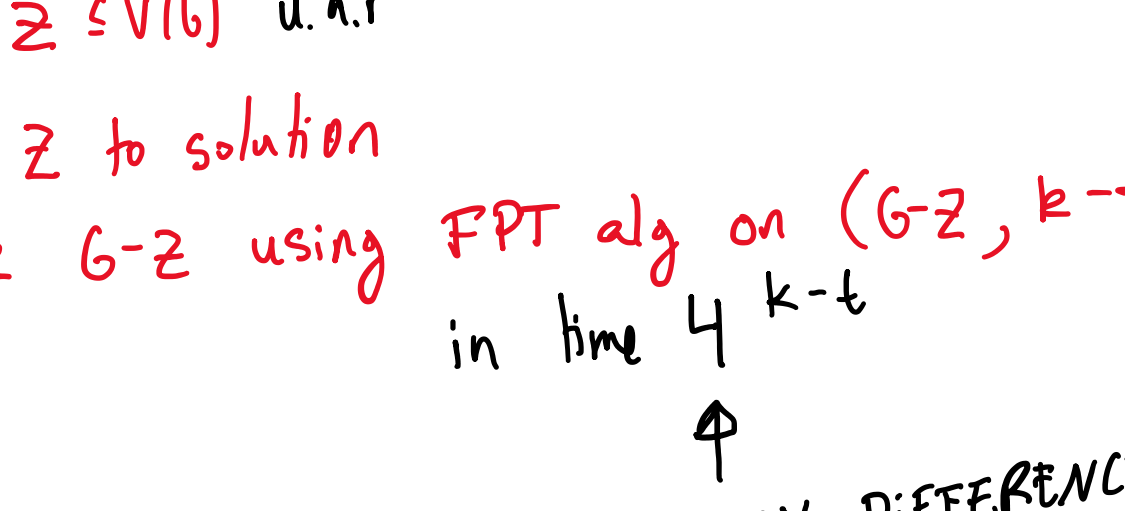 Z ⊆ V(G) u.a.r
Z to solution
G-Z using FPT alg on (G-Z, k-
in time 4^{k-t}
↑
DIFFERENC